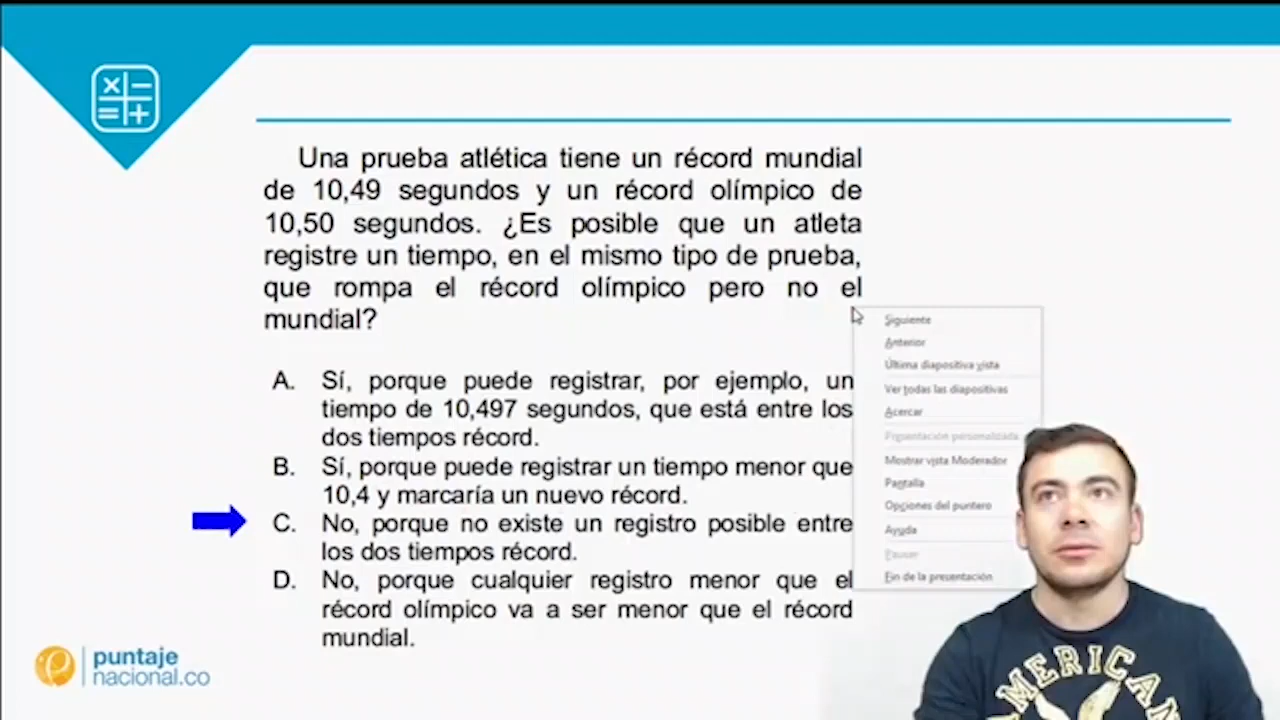 Una prueba atlética tiene un récord mundial
de 10,49 segundos y un récord olímpico de
10,50 segundos. ¿Es posible que un atleta
registre un tiempo, en el mismo tipo de prueba,
que rompa el récord olímpico pero no el
mundial?
A. Sí, porque puede registrar, por ejemplo, un
tiempo de 10,497 segundos, que está entre los
dos tiempos récord.
B. Sí, porque puede registrar un tiempo menor que
10,4 y marcaría un nuevo récord.
C. No, porque no existe un registro posible entre
los dos tiempos récord.
D. No, porque cualquier registro menor que el
récord olímpico va a ser menor que el récord
mundial.
Siguiente
Anterior
Última diapositiva vista
Ver todas las diapositivas
Acercar
Presentación personalizada
Mostrar vista Moderador
Pantalla
Opciones del puntero
Ayuda
Pausar
Fin de la presentación
puntaje
nacional.co
AMERICAN